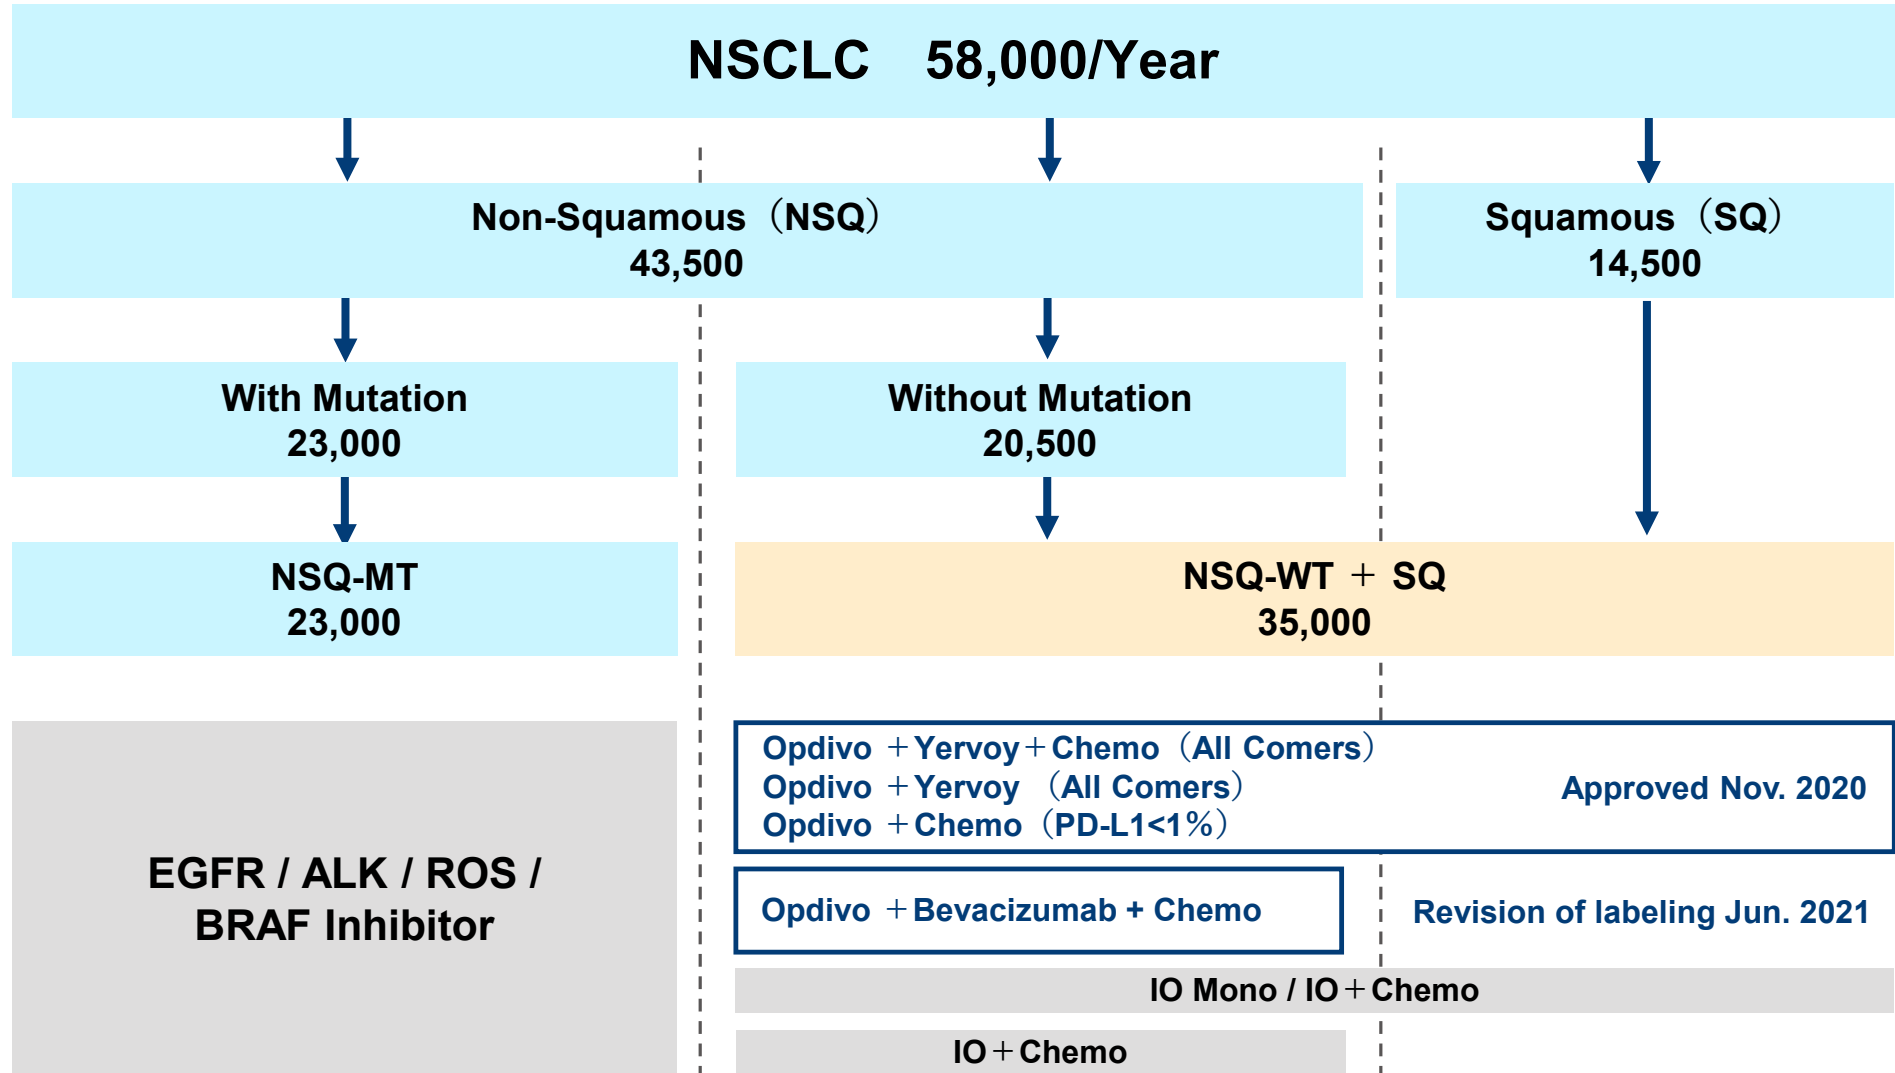 NSCLC 58,000/Year
Non-Squamous（NSQ）
43,500
Squamous（SQ）
14,500
With Mutation
23,000
Without Mutation
20,500
NSQ-MT
23,000
NSQ-WT ＋ SQ
35,000
EGFR / ALK / ROS /
BRAF Inhibitor
Opdivo ＋Yervoy＋Chemo（All Comers）
Opdivo ＋Yervoy （All Comers）
Opdivo ＋Chemo（PD-L1<1％）
Approved Nov. 2020
Opdivo ＋Bevacizumab + Chemo
Revision of labeling Jun. 2021
IO Mono / IO＋Chemo
IO＋Chemo